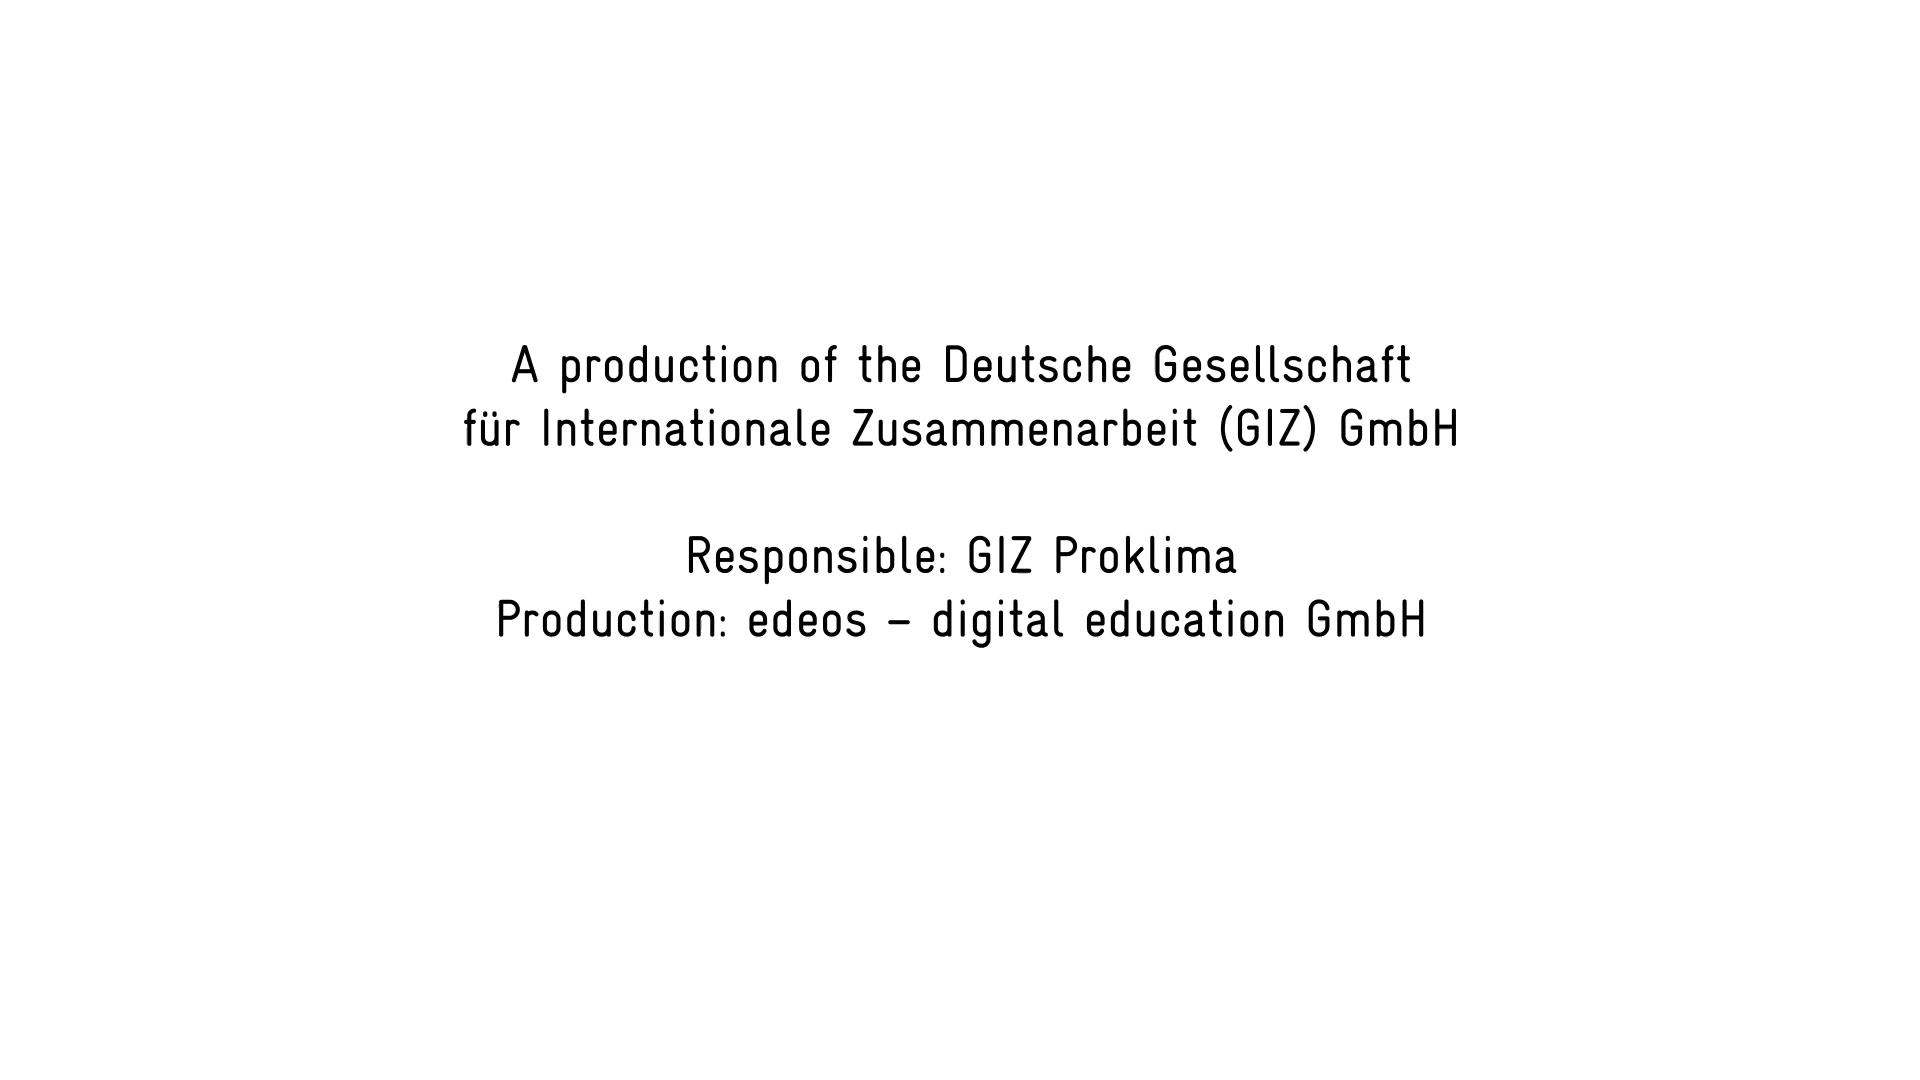 A production of the Deutsche Gesellschaft
für Internationale Zusammenarbeit (GIZ) GmbH
Responsible: GIZ Proklima
Production: edeos – digital education GmbH